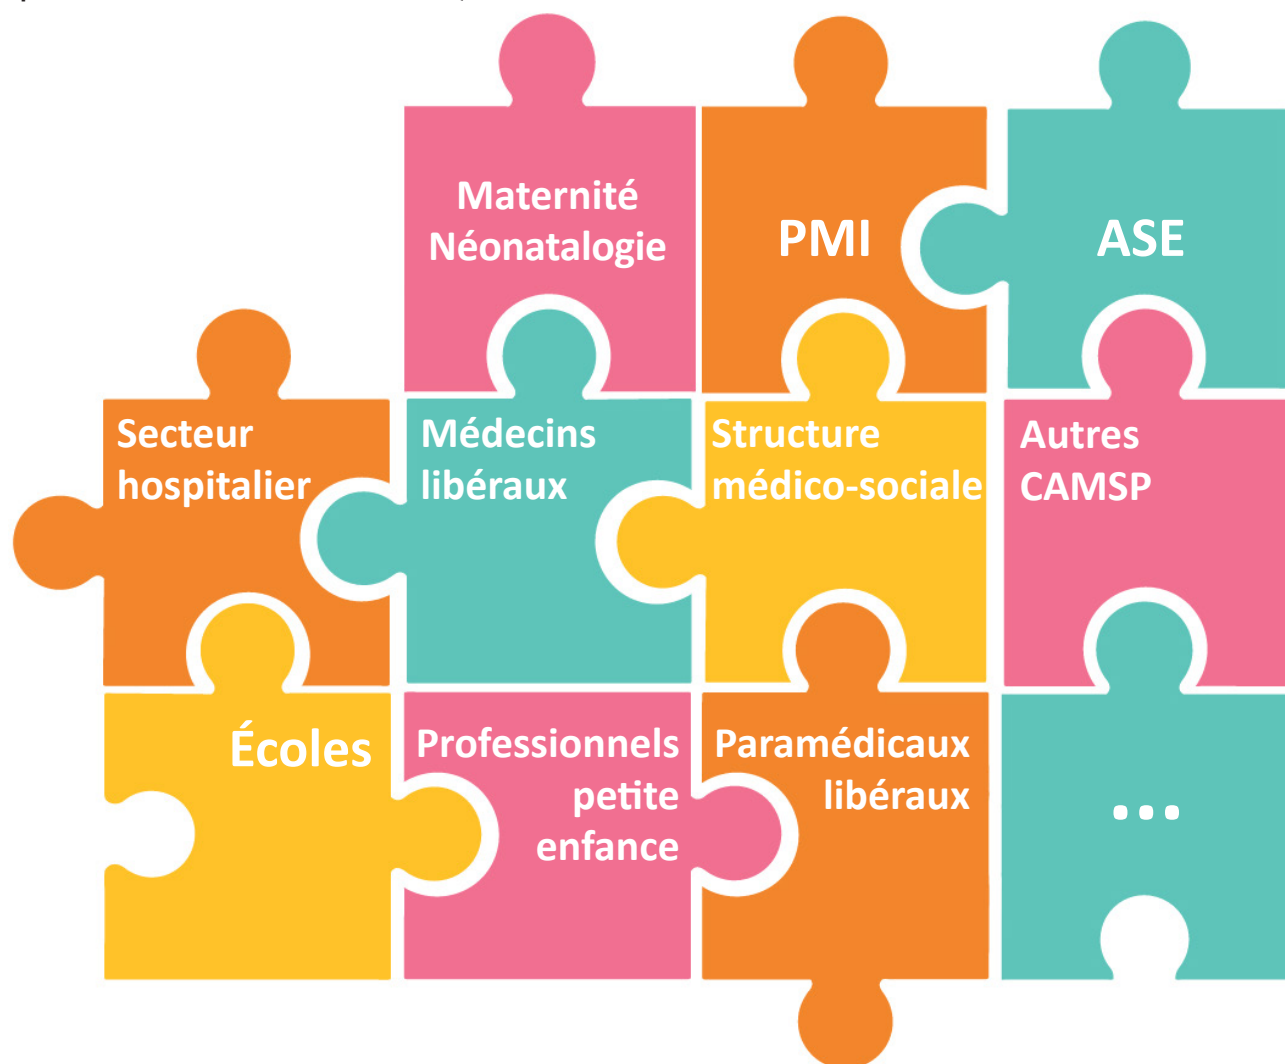 Maternité
Néonatalogie
PMI
ASE
Secteur
hospitalier
Médecins
libéraux
Structure
médico-sociale
Autres
CAMSP
Écoles
Professionnels
petite
enfance
Paramédicaux
libéraux
...